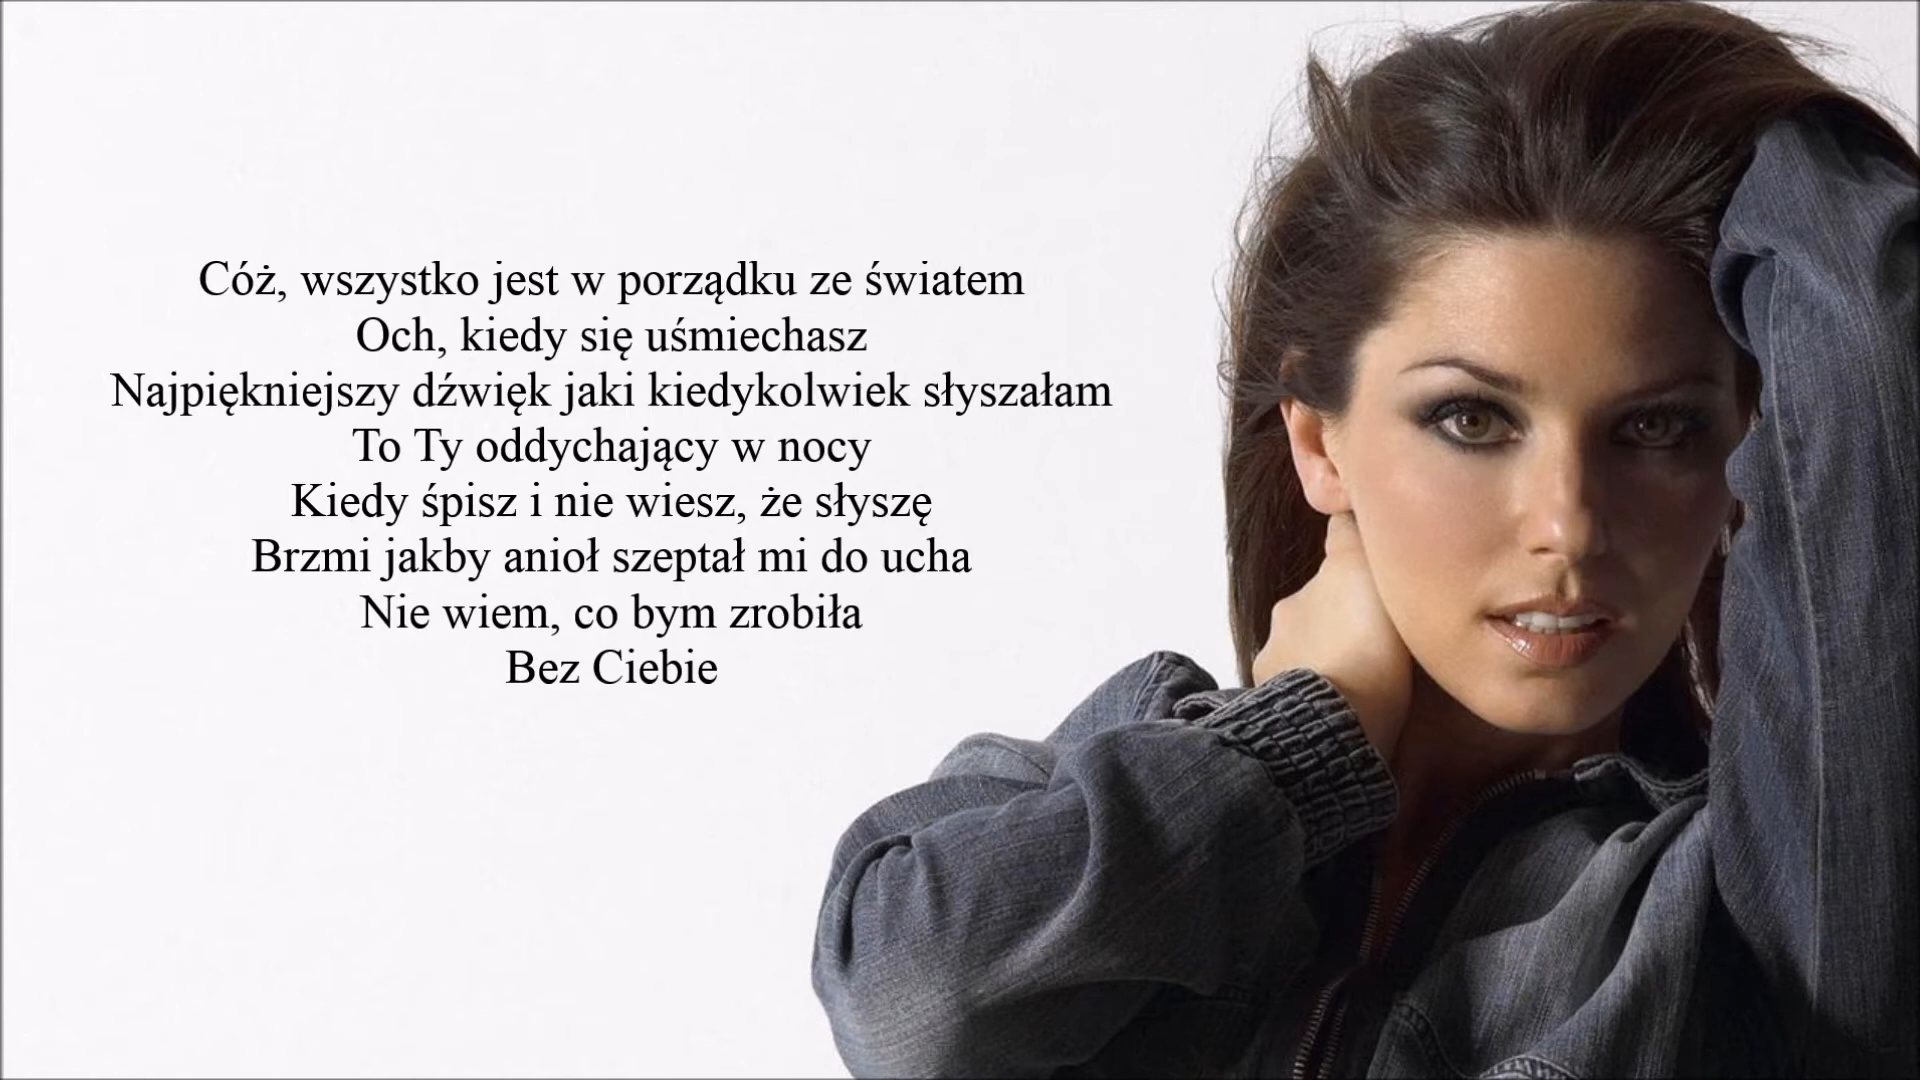 Cóż, wszystko jest w porządku ze światem
Och, kiedy się uśmiechasz
Najpiękniejszy dźwięk jaki kiedykolwiek słyszałam
To Ty oddychający w nocy
Kiedy śpisz i nie wiesz, że słyszę
Brzmi jakby anioł szeptał mi do ucha
Nie wiem, co bym zrobiła
Bez Ciebie